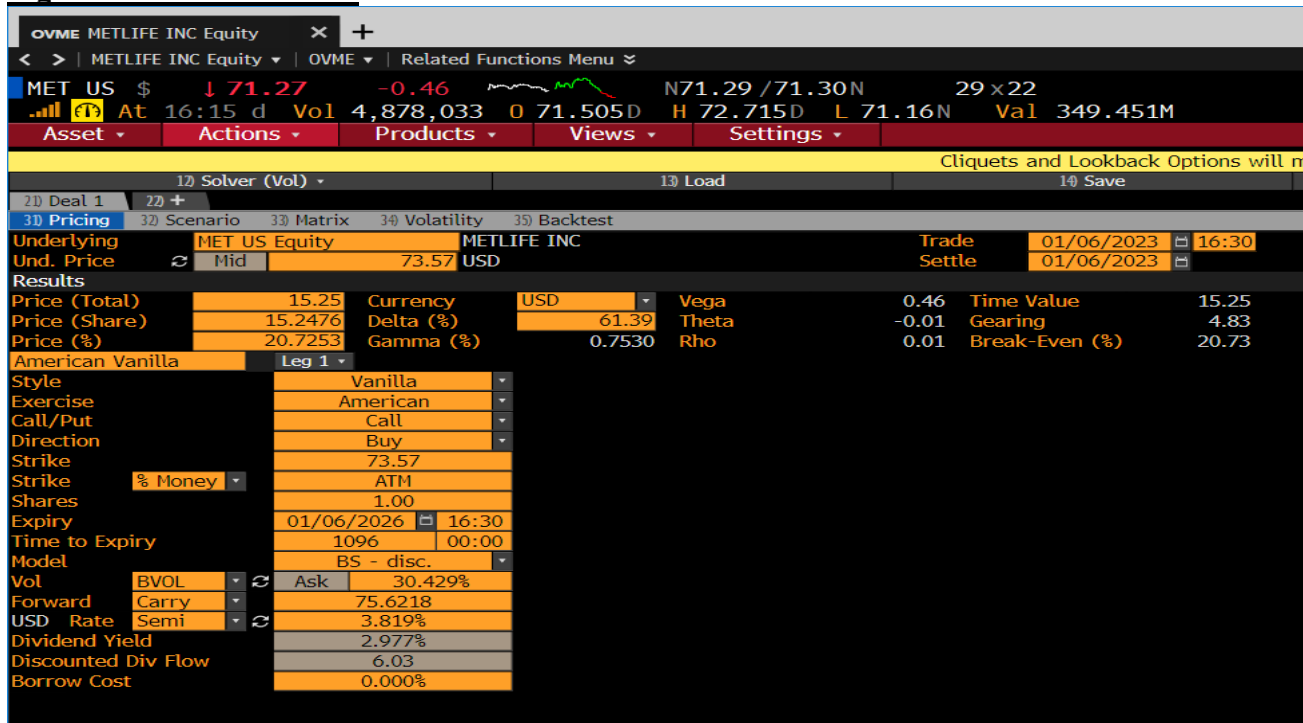 OVME METLIFE INC Equity × +
< > | METLIFE INC Equity ▾ | OVME ▾ | Related Functions Menu
MET US $ ↓ 71.27 -0.46 N71.29 /71.30N 29×22
At 16:15 d Vol 4,878,033 O 71.505D H 72.715D L 71.16N Val 349.451M
Asset ▾ Actions ▾ Products ▾ Views ▾ Settings ▾
Cliquets and Lookback Options will
12) Solver (Vol) ▾ 13) Load 14) Save
21) Deal 1 22) +
31) Pricing 32) Scenario 33) Matrix 34) Volatility 35) Backtest
Underlying MET US Equity METLIFE INC Trade 01/06/2023 16:30
Und. Price Mid 73.57 USD Settle 01/06/2023
Results
Price (Total) 15.25 Currency USD Vega 0.46 Time Value 15.25
Price (Share) 15.2476 Delta (%) 61.39 Theta -0.01 Gearing 4.83
Price (%) 20.7253 Gamma (%) 0.7530 Rho 0.01 Break-Even (%) 20.73
American Vanilla Leg 1 ▾
Style Vanilla
Exercise American
Call/Put Call
Direction Buy
Strike 73.57
Strike % Money ATM
Shares 1.00
Expiry 01/06/2026 16:30
Time to Expiry 1096 00:00
Model BS - disc.
Vol BVOL Ask 30.429%
Forward Carry 75.6218
USD Rate Semi 3.819%
Dividend Yield 2.977%
Discounted Div Flow 6.03
Borrow Cost 0.000%